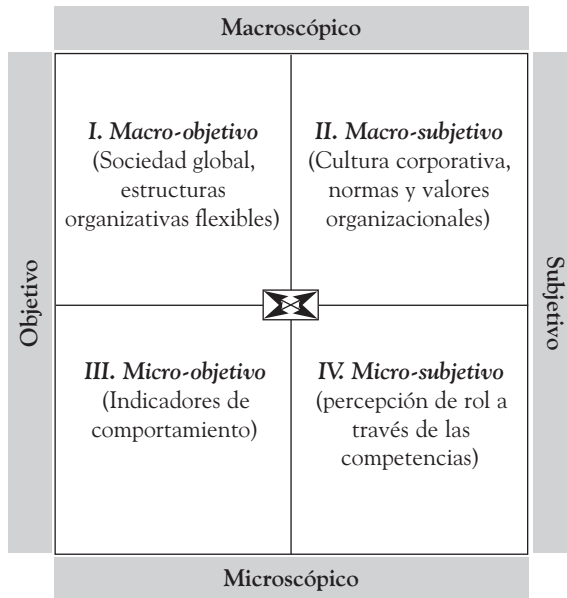 Macroscópico
Objetivo
I. Macro-objetivo
(Sociedad global,
estructuras
organizativas flexibles)
II. Macro-subjetivo
(Cultura corporativa,
normas y valores
organizacionales)
Subjetivo
III. Micro-objetivo
(Indicadores de
comportamiento)
IV. Micro-subjetivo
(percepción de rol a
través de las
competencias)
Microscópico